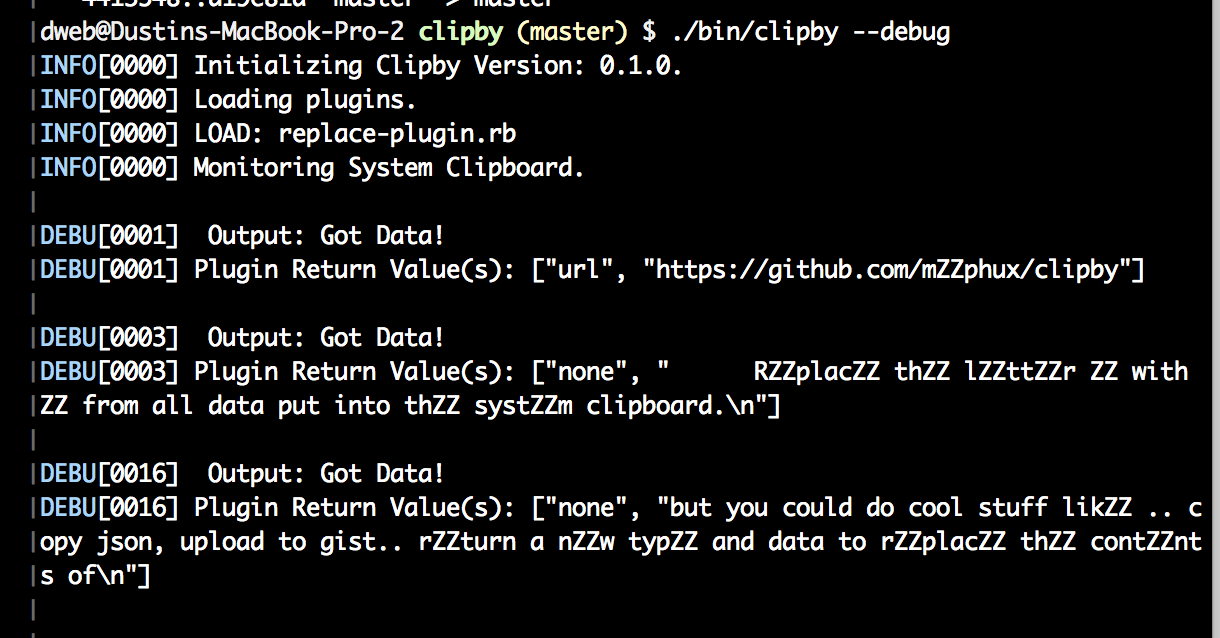 dweb@Dustins-MacBook-Pro-2 clipby (master) $ ./bin/clipby --debug
INFO[0000] Initializing Clipby Version: 0.1.0.
INFO[0000] Loading plugins.
INFO[0000] LOAD: replace-plugin.rb
INFO[0000] Monitoring System Clipboard.
|
DEBU[0001]  Output: Got Data!
DEBU[0001] Plugin Return Value(s): ["url", "https://github.com/mZZphux/clipby"]
|
DEBU[0003]  Output: Got Data!
DEBU[0003] Plugin Return Value(s): ["none", "      RZZplacZZ thZZ lZZttZZr ZZ with
ZZ from all data put into thZZ systZZm clipboard.\n"]
|
DEBU[0016]  Output: Got Data!
DEBU[0016] Plugin Return Value(s): ["none", "but you could do cool stuff likZZ .. c
opy json, upload to gist.. rZZturn a nZZw typZZ and data to rZZplacZZ thZZ contZZnt
s of\n"]
|